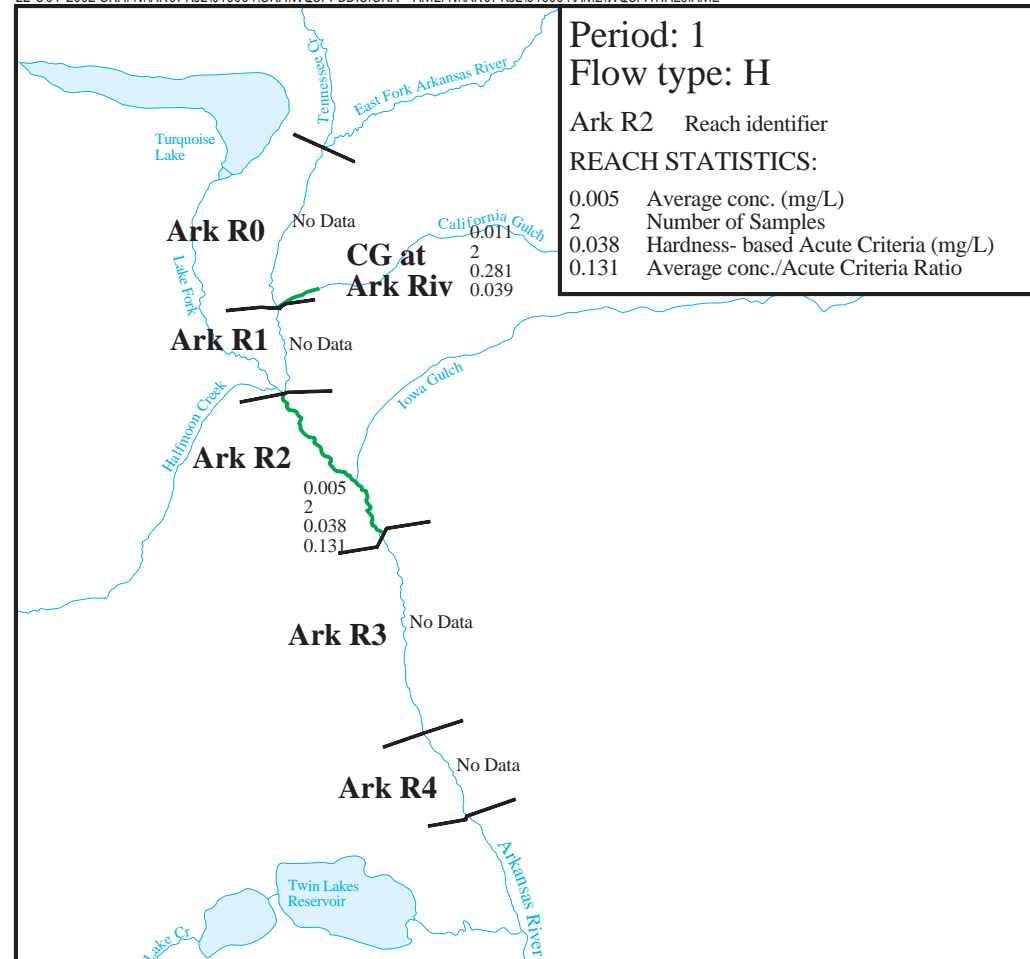 Period: 1
Flow type: H
Ark R2 Reach identifier
REACH STATISTICS:
0.005 Average conc. (mg/L)
2 Number of Samples
0.038 Hardness- based Acute Criteria (mg/L)
0.131 Average conc./Acute Criteria Ratio
Tennessee Cr
East Fork Arkansas River
Turquoise
Lake
Ark R0
No Data
California Gulch
CG at
Ark Riv
0.011
2
0.281
0.039
Lake Fork
Ark R1
No Data
Iowa Gulch
Halfmoon Creek
Ark R2
0.005
2
0.038
0.131
Ark R3
No Data
No Data
Ark R4
Arkansas River
Twin Lakes
Reservoir
Lake Cr